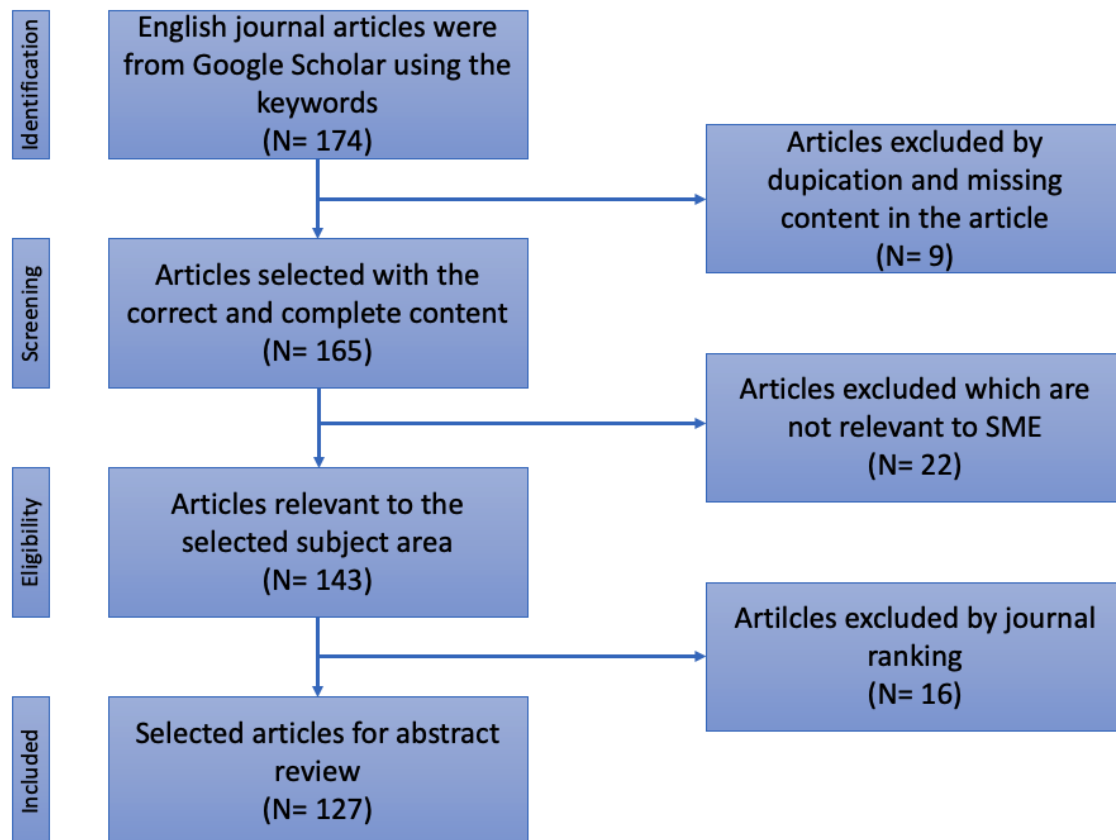 Identification
English journal articles were
from Google Scholar using the
keywords
(N= 174)
Articles excluded by
dupication and missing
content in the article
(N= 9)
Screening
Articles selected with the
correct and complete content
(N= 165)
Articles excluded which are
not relevant to SME
(N= 22)
Eligibility
Articles relevant to the
selected subject area
(N= 143)
Artilcles excluded by journal
ranking
(N= 16)
Included
Selected articles for abstract
review
(N= 127)